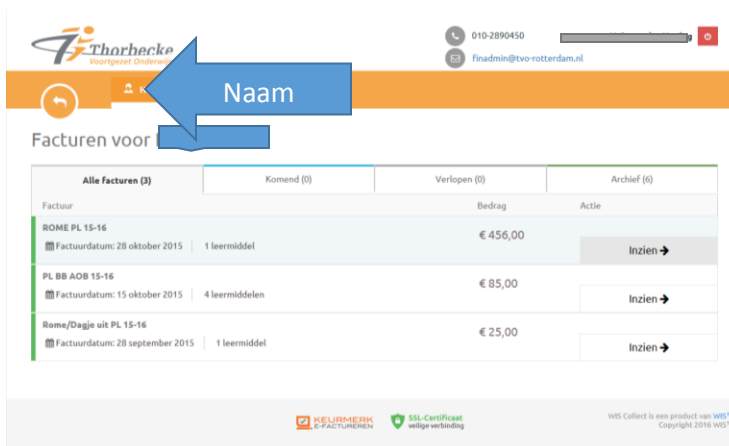 Thorbecke
Voortgezet Onderwijs
010-2890450
finadmin@tvo-rotterdam.nl
Naam
Facturen voor
Alle facturen (3)
Komend (0)
Verlopen (0)
Archief (6)
Factuur
Bedrag
Actie
ROME PL 15-16
Factuurdatum: 28 oktober 2015
1 leermiddel
€ 456,00
Inzien
PL BB AOB 15-16
Factuurdatum: 15 oktober 2015
4 leermiddelen
€ 85,00
Inzien
Rome/Dagje uit PL 15-16
Factuurdatum: 28 september 2015
1 leermiddel
€ 25,00
Inzien
KEURMERK
E-FACTUREREN
SSL-Certificaat
veilige verbinding
WIS Collect is een product van WIS
Copyright 2016 WIS